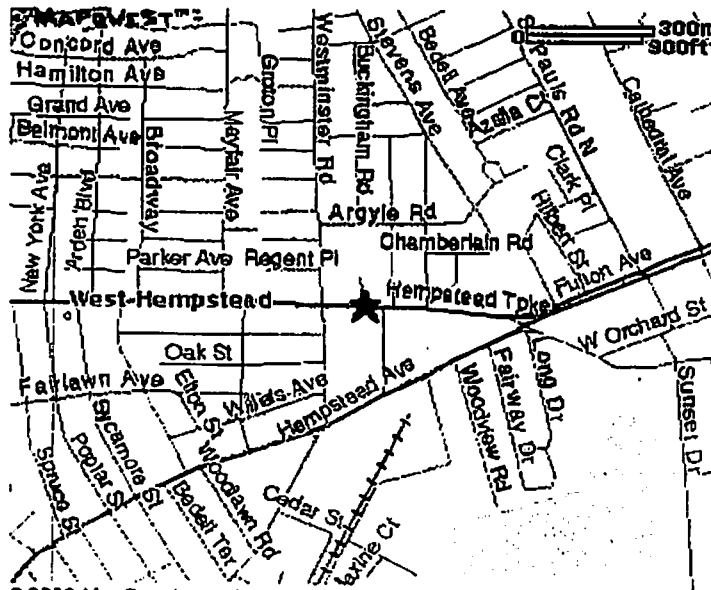 MAPQUEST
300m
900ft
0
Concord Ave
Hamilton Ave
Grand Ave
Belmont Ave
New York Ave
Arden Blvd
Broadway
Mayfair Ave
Groton Pl
Westminster Rd
Buckingham Rd
Stevens Ave
Bedell Ave
Azalia Ct
Pauls Rd N
Cathedral Ave
Clark Pl
Hilbert St
Argyle Rd
Chamberlain Rd
Parker Ave
Regent Pl
West-Hempstead
Hempstead Tpke
Fulton Ave
W Orchard St
Oak St
Fairlawn Ave
Elton St
Willets-Ave
Hempstead Ave
Long Dr
Fairway Dr
Woodview Rd
Sunset Dr
Spruce St
Poplar St
Sycamore St
Bedell Ter
Woodlawn Rd
Cedar St
Maxine Ct